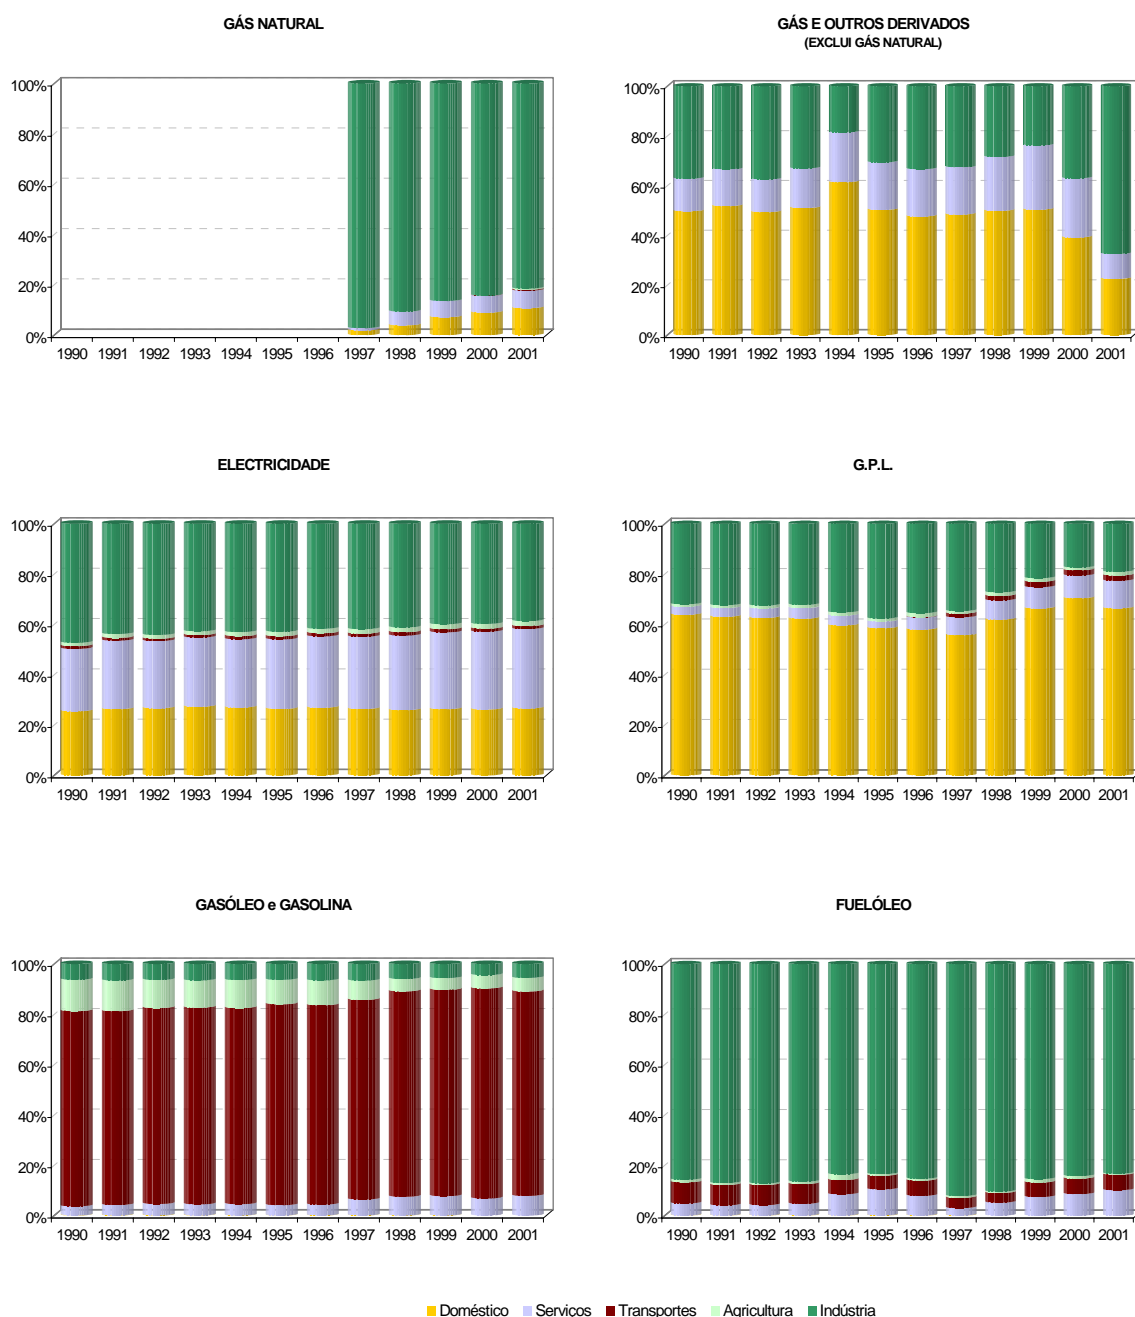 GÁS NATURAL
100%
80%
60%
40%
20%
0%
1990 1991 1992 1993 1994 1995 1996 1997 1998 1999 2000 2001
GÁS E OUTROS DERIVADOS
(EXCLUI GÁS NATURAL)
100%
80%
60%
40%
20%
0%
1990 1991 1992 1993 1994 1995 1996 1997 1998 1999 2000 2001
ELECTRICIDADE
100%
80%
60%
40%
20%
0%
1990 1991 1992 1993 1994 1995 1996 1997 1998 1999 2000 2001
G.P.L.
100%
80%
60%
40%
20%
0%
1990 1991 1992 1993 1994 1995 1996 1997 1998 1999 2000 2001
GASÓLEO e GASOLINA
100%
80%
60%
40%
20%
0%
1990 1991 1992 1993 1994 1995 1996 1997 1998 1999 2000 2001
FUELÓLEO
100%
80%
60%
40%
20%
0%
1990 1991 1992 1993 1994 1995 1996 1997 1998 1999 2000 2001
Doméstico Serviços Transportes Agricultura Indústria